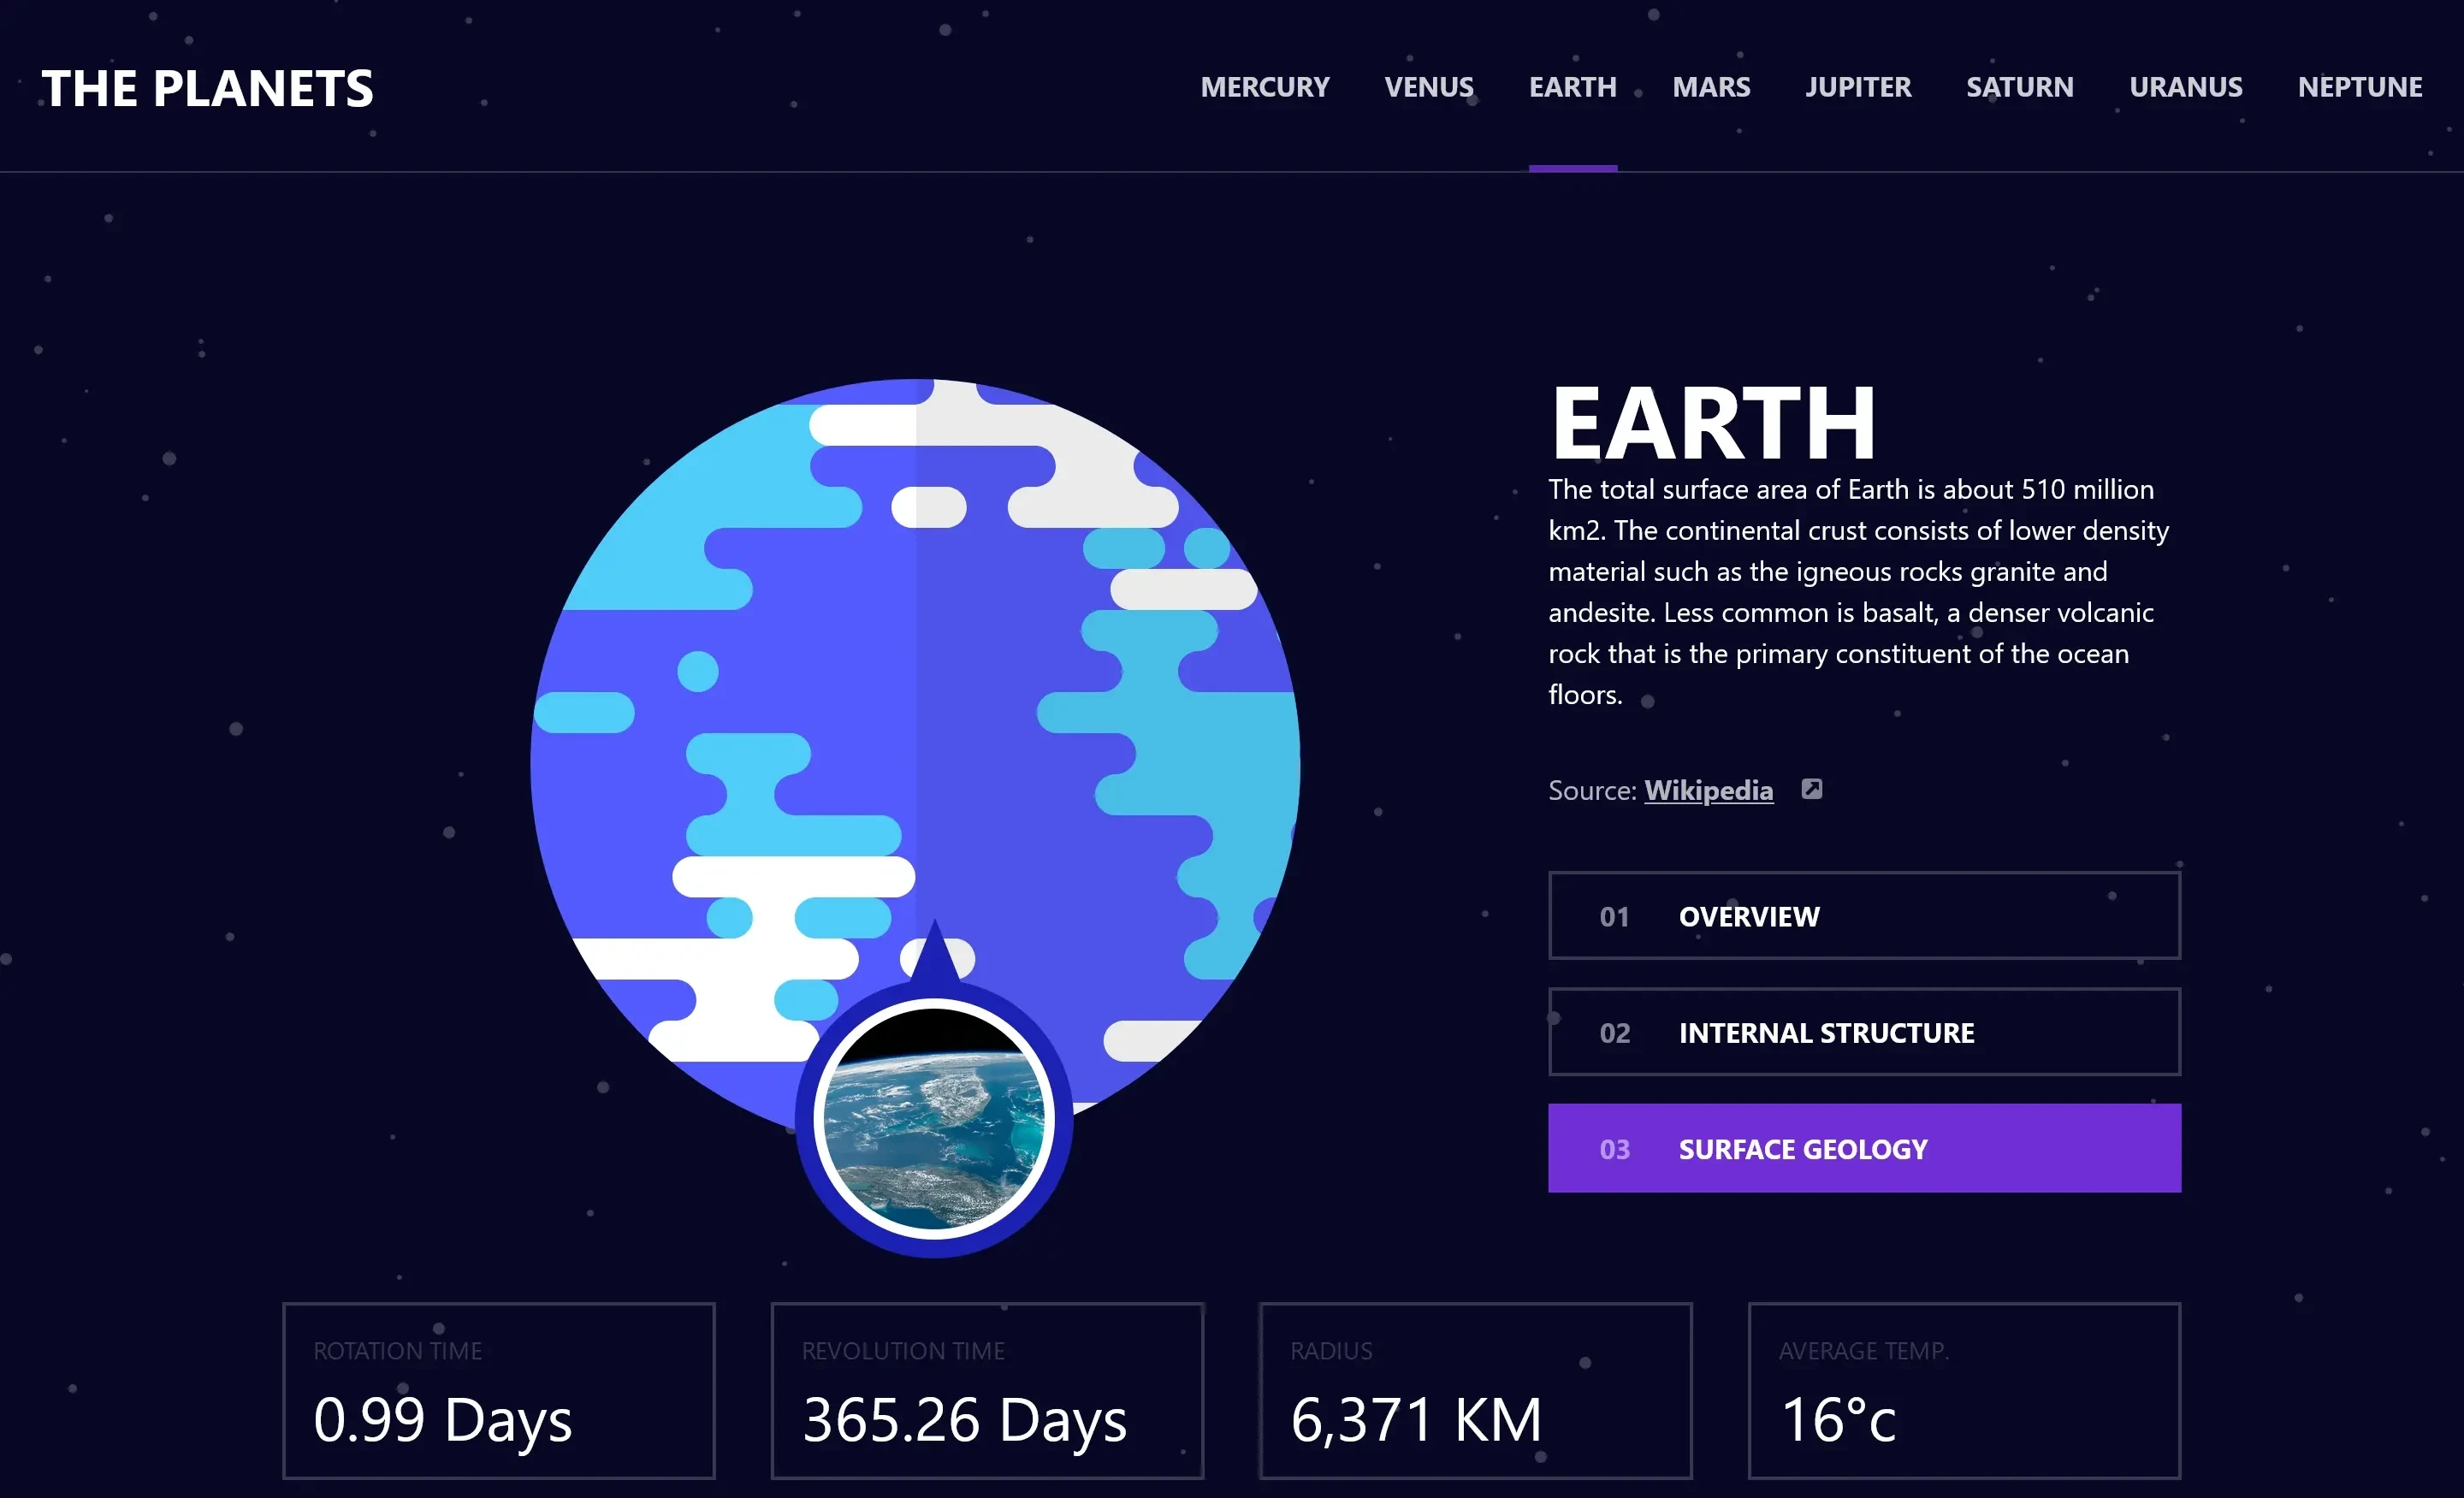 THE PLANETS
MERCURY VENUS EARTH MARS JUPITER SATURN URANUS NEPTUNE
EARTH
The total surface area of Earth is about 510 million
km2. The continental crust consists of lower density
material such as the igneous rocks granite and
andesite. Less common is basalt, a denser volcanic
rock that is the primary constituent of the ocean
floors.
Source: Wikipedia
01 OVERVIEW
02 INTERNAL STRUCTURE
03 SURFACE GEOLOGY
ROTATION TIME
0.99 Days
REVOLUTION TIME
365.26 Days
RADIUS
6,371 KM
AVERAGE TEMP.
16°c